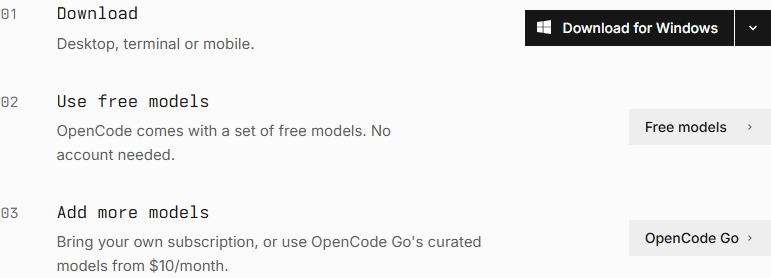 01
Download
Desktop, terminal or mobile.
Download for Windows
02
Use free models
OpenCode comes with a set of free models. No
account needed.
Free models
03
Add more models
Bring your own subscription, or use OpenCode Go's curated
models from $10/month.
OpenCode Go